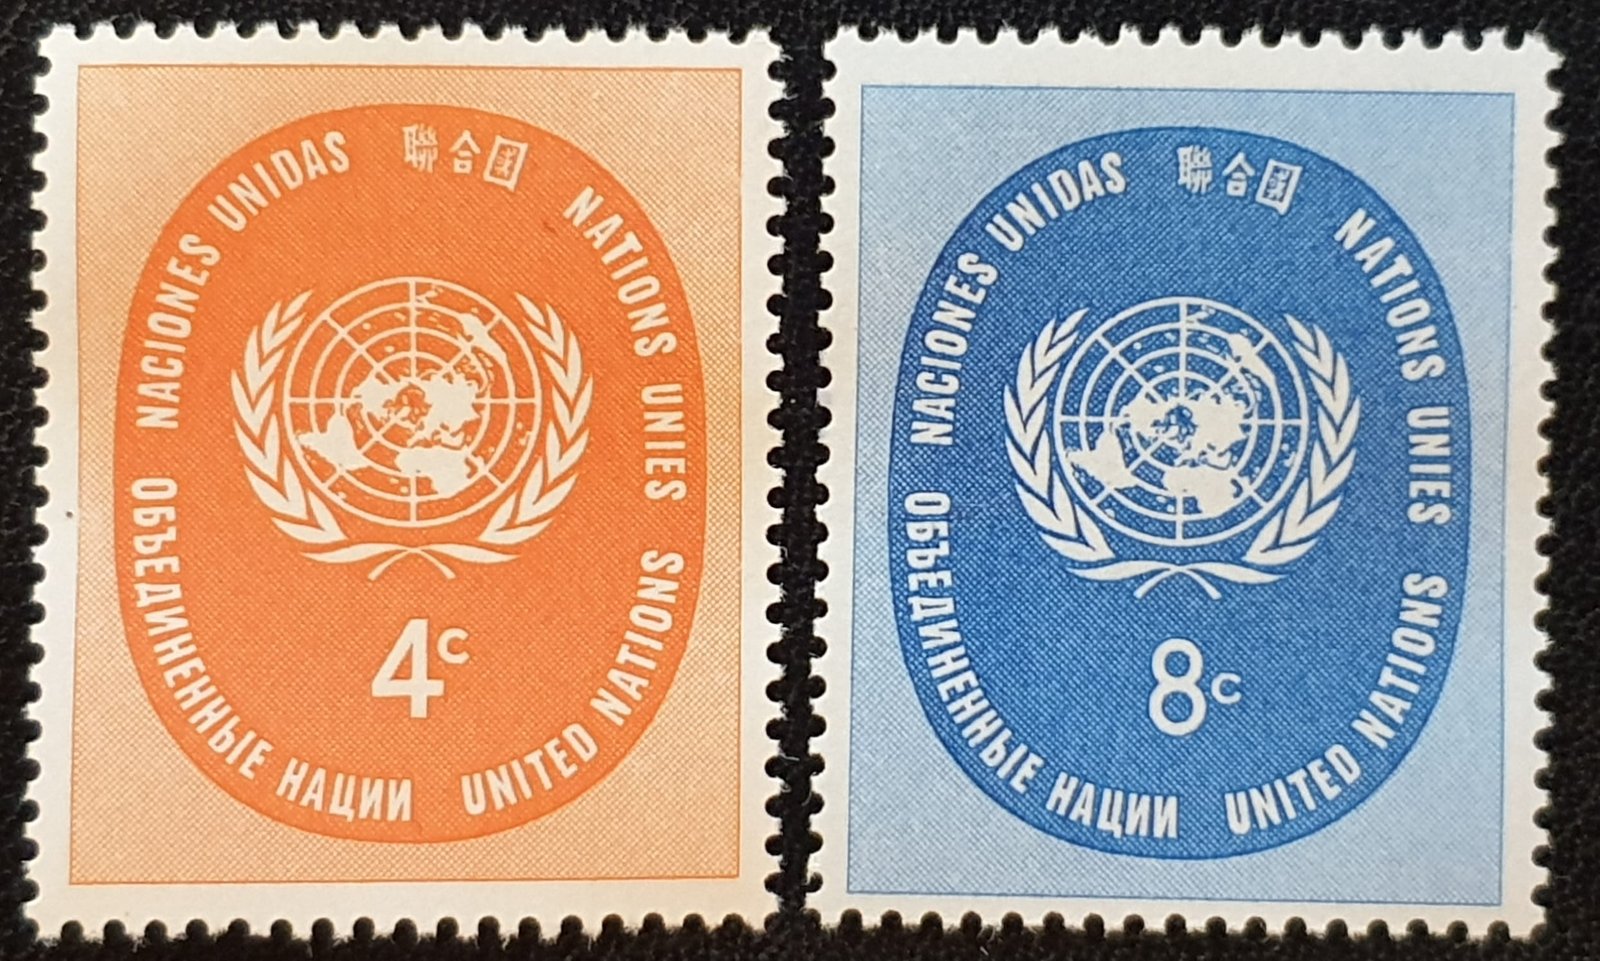 NACIONES UNIDAS
聯合國
NATIONS UNIES
ОБЪЕДИНЕННЫЕ НАЦИИ
UNITED NATIONS
4c
NACIONES UNIDAS
聯合國
NATIONS UNIES
ОБЪЕДИНЕННЫЕ НАЦИИ
UNITED NATIONS
8c